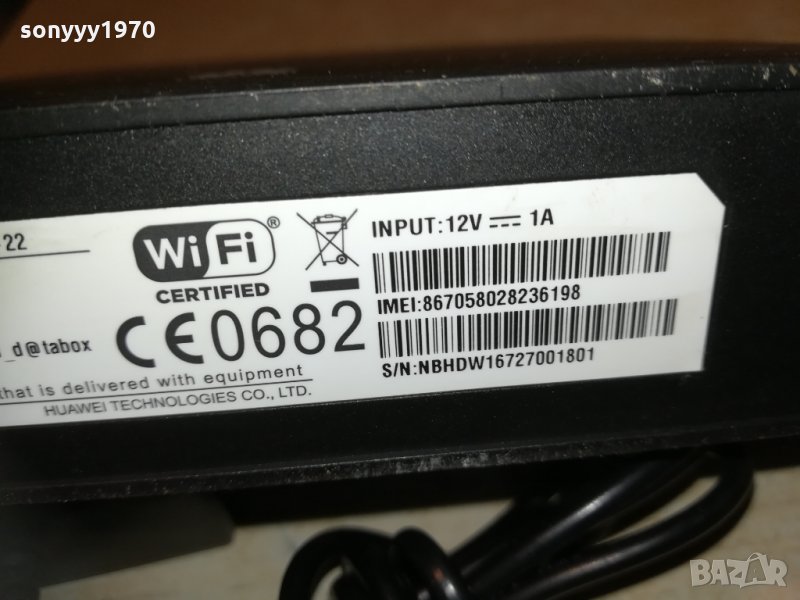 sonyyy1970
22
WiFi®
CERTIFIED
INPUT:12V 1A
IMEI:867058028236198
_d@tabox
CE0682
S/N:NBHDW16727001801
that is delivered with equipment
HUAWEI TECHNOLOGIES CO., LTD.
BAZAR